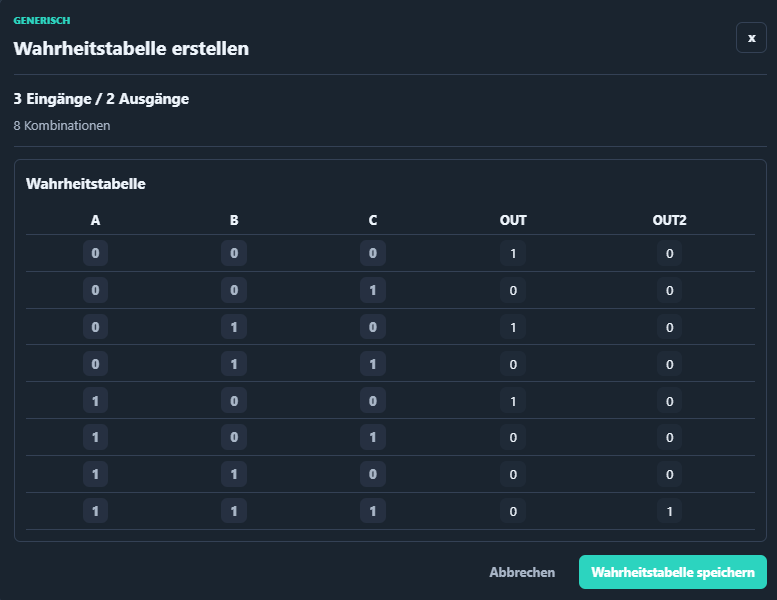 GENERISCH
Wahrheitstabelle erstellen
x
3 Eingänge / 2 Ausgänge
8 Kombinationen
Wahrheitstabelle
A B C OUT OUT2
0 0 0 1 0
0 0 1 0 0
0 1 0 1 0
0 1 1 0 0
1 0 0 1 0
1 0 1 0 0
1 1 0 0 0
1 1 1 0 1
Abbrechen Wahrheitstabelle speichern